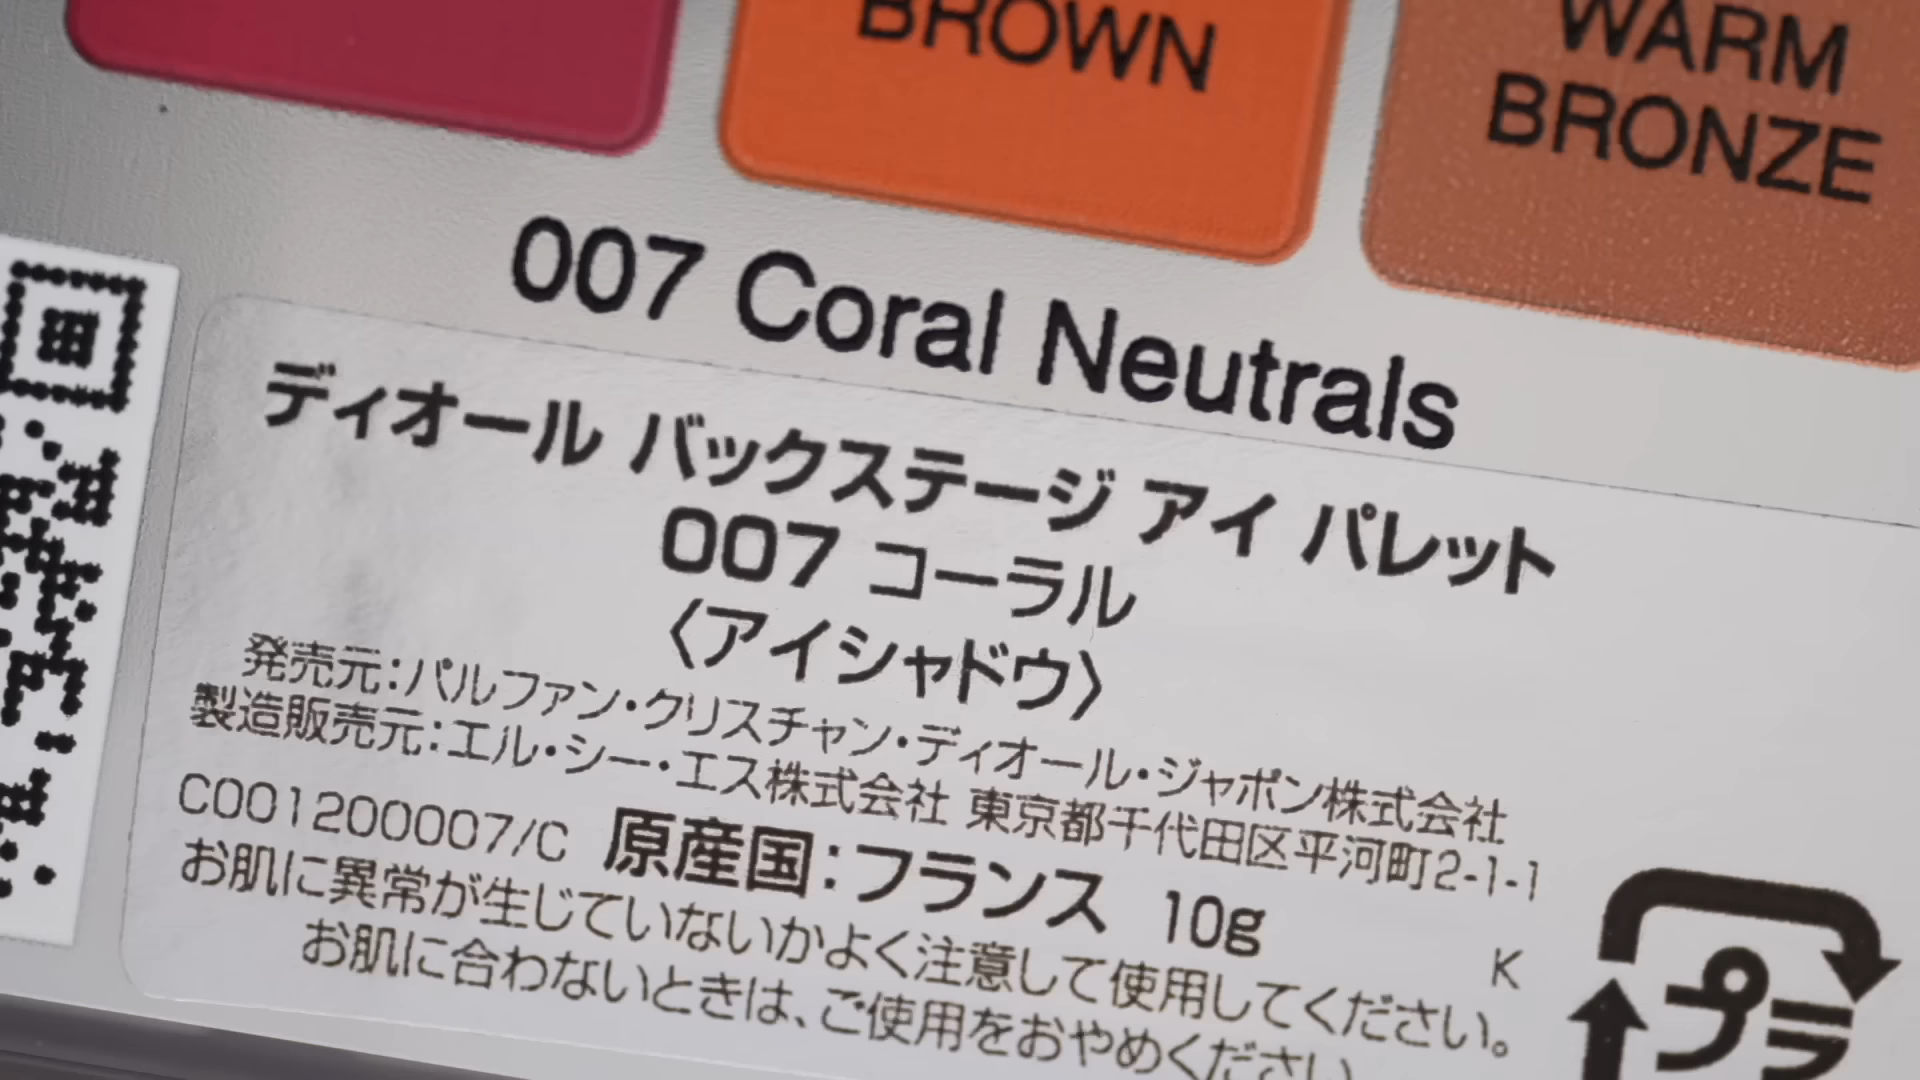 BROWN
WARM
BRONZE
007 Coral Neutrals
ディオール バックステージ アイ パレット
007 コーラル
〈アイシャドウ〉
発売元:パルファン・クリスチャン・ディオール・ジャポン株式会社
製造販売元:エル・シー・エス株式会社 東京都千代田区平河町2-1-1
C001200007/C 原産国:フランス 10g
K
お肌に異常が生じていないかよく注意して使用してください。
お肌に合わないときは、ご使用をおやめください
プラ